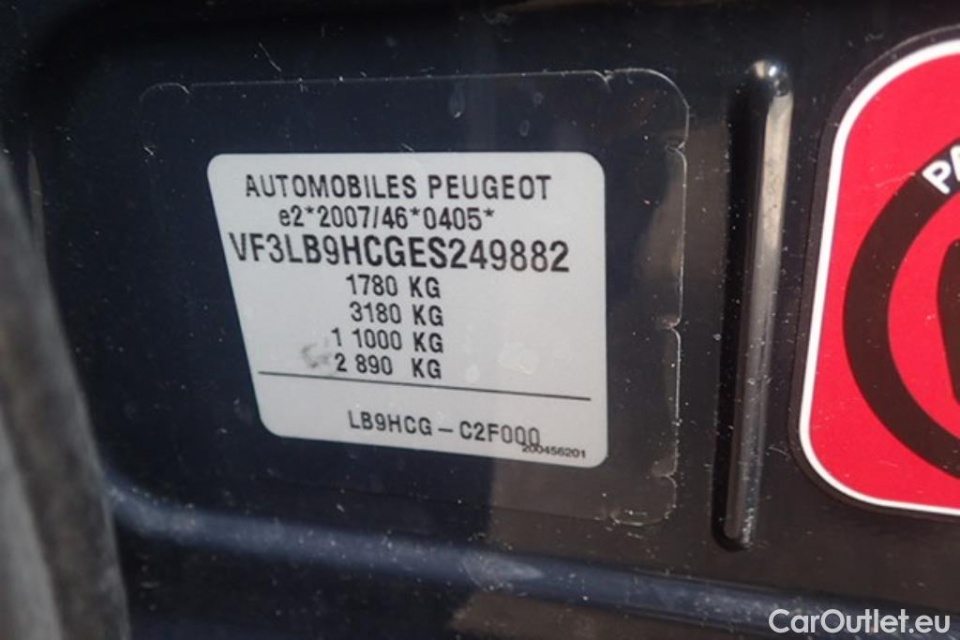 AUTOMOBILES PEUGEOT
e2*2007/46*0405*
VF3LB9HCGES249882
1780 KG
3180 KG
1 1000 KG
2 890 KG
LB9HCG - C2F000
200456201
PA
CarOutlet.eu